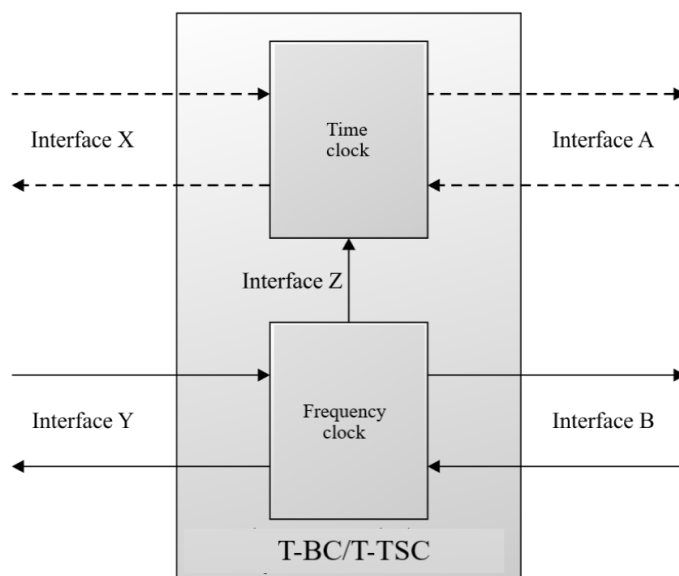 Time
clock
Interface X
Interface A
Interface Z
Frequency
clock
Interface Y
Interface B
T-BC/T-TSC